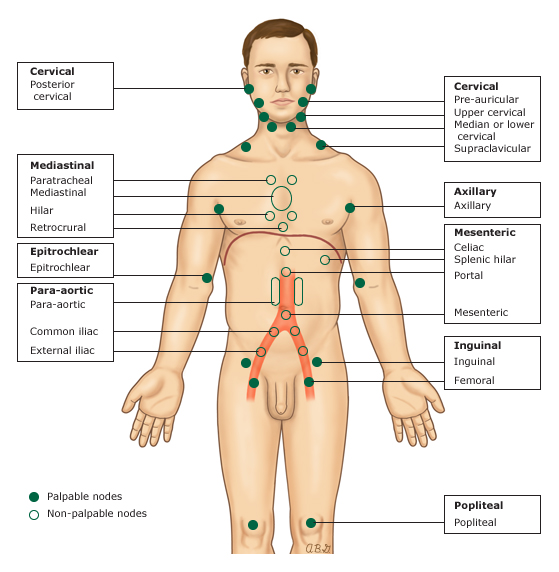 Cervical
Posterior
cervical
Mediastinal
Paratracheal
Mediastinal
Hilar
Retrocrural
Epitrochlear
Epitrochlear
Para-aortic
Para-aortic
Common iliac
External iliac
Cervical
Pre-auricular
Upper cervical
Median or lower
cervical
Supraclavicular
Axillary
Axillary
Mesenteric
Celiac
Splenic hilar
Portal
Mesenteric
Inguinal
Inguinal
Femoral
Popliteal
Popliteal
Palpable nodes
Non-palpable nodes